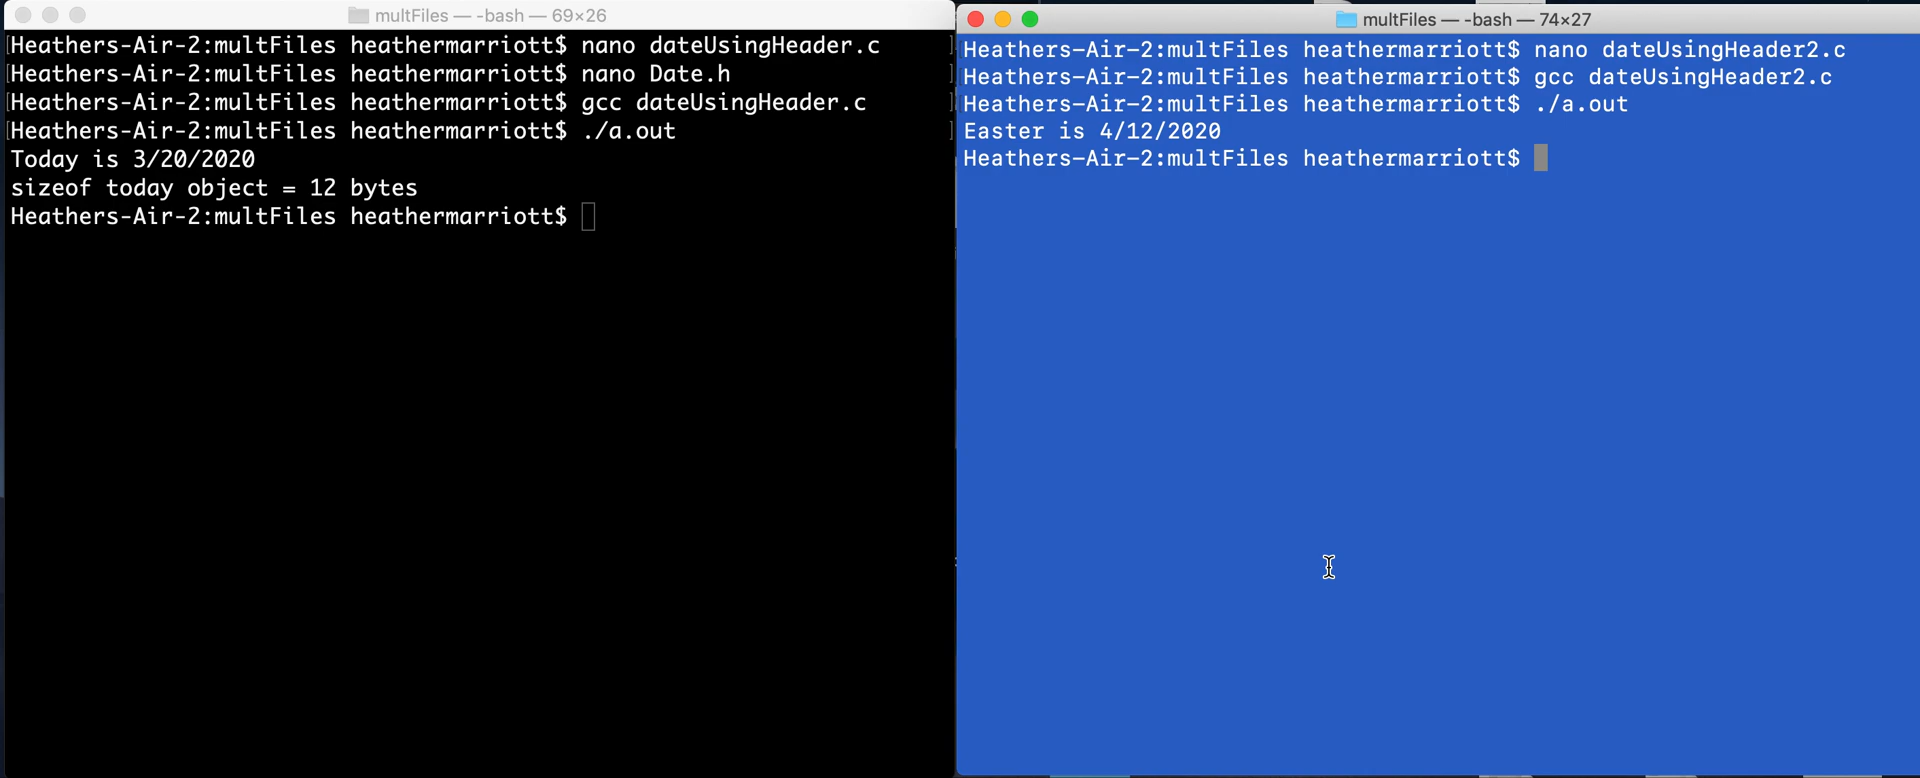 multFiles — -bash — 69×26
[Heathers-Air-2:multFiles heathermarriott$ nano dateUsingHeader.c ]
[Heathers-Air-2:multFiles heathermarriott$ nano Date.h ]
[Heathers-Air-2:multFiles heathermarriott$ gcc dateUsingHeader.c ]
[Heathers-Air-2:multFiles heathermarriott$ ./a.out ]
Today is 3/20/2020
sizeof today object = 12 bytes
Heathers-Air-2:multFiles heathermarriott$
multFiles — -bash — 74×27
Heathers-Air-2:multFiles heathermarriott$ nano dateUsingHeader2.c
Heathers-Air-2:multFiles heathermarriott$ gcc dateUsingHeader2.c
Heathers-Air-2:multFiles heathermarriott$ ./a.out
Easter is 4/12/2020
Heathers-Air-2:multFiles heathermarriott$